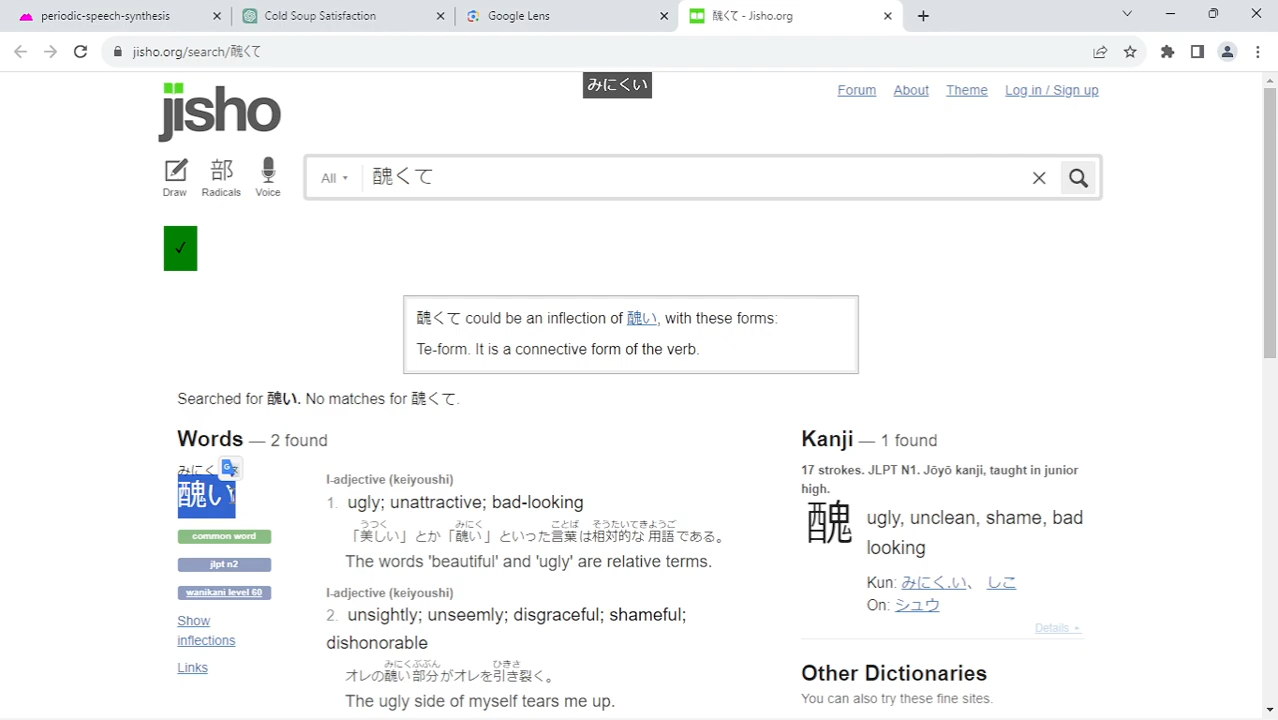 periodic-speech-synthesis
Cold Soup Satisfaction
Google Lens
醜くて - Jisho.org
jisho.org/search/醜くて
みにくい
jisho
Forum
About
Theme
Log in / Sign up
Draw
部
Radicals
Voice
All
醜くて
✓
醜くて could be an inflection of 醜い, with these forms:
Te-form. It is a connective form of the verb.
Searched for 醜い. No matches for 醜くて.
Words — 2 found
みにく
醜い
common word
jlpt n2
wanikani level 60
Show
inflections
Links
I-adjective (keiyoushi)
1. ugly; unattractive; bad-looking
うつく みにく ことば そうたいてきようご
「美しい」とか「醜い」といった言葉は相対的な用語である。
The words 'beautiful' and 'ugly' are relative terms.
I-adjective (keiyoushi)
2. unsightly; unseemly; disgraceful; shameful;
dishonorable
みにくぶぶん ひきさ
オレの醜い部分がオレを引き裂く。
The ugly side of myself tears me up.
Kanji — 1 found
17 strokes. JLPT N1. Jōyō kanji, taught in junior
high.
醜
ugly, unclean, shame, bad
looking
Kun: みにく.い、 しこ
On: シュウ
Details
Other Dictionaries
You can also try these fine sites.